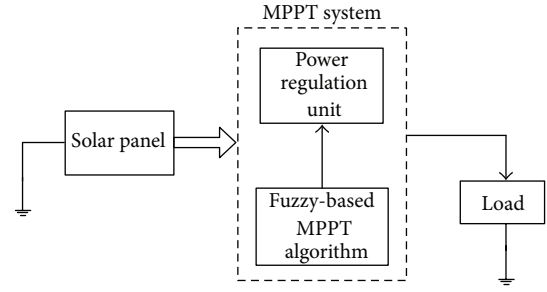 MPPT system
Power
regulation
unit
Solar panel
Fuzzy-based
MPPT
algorithm
Load